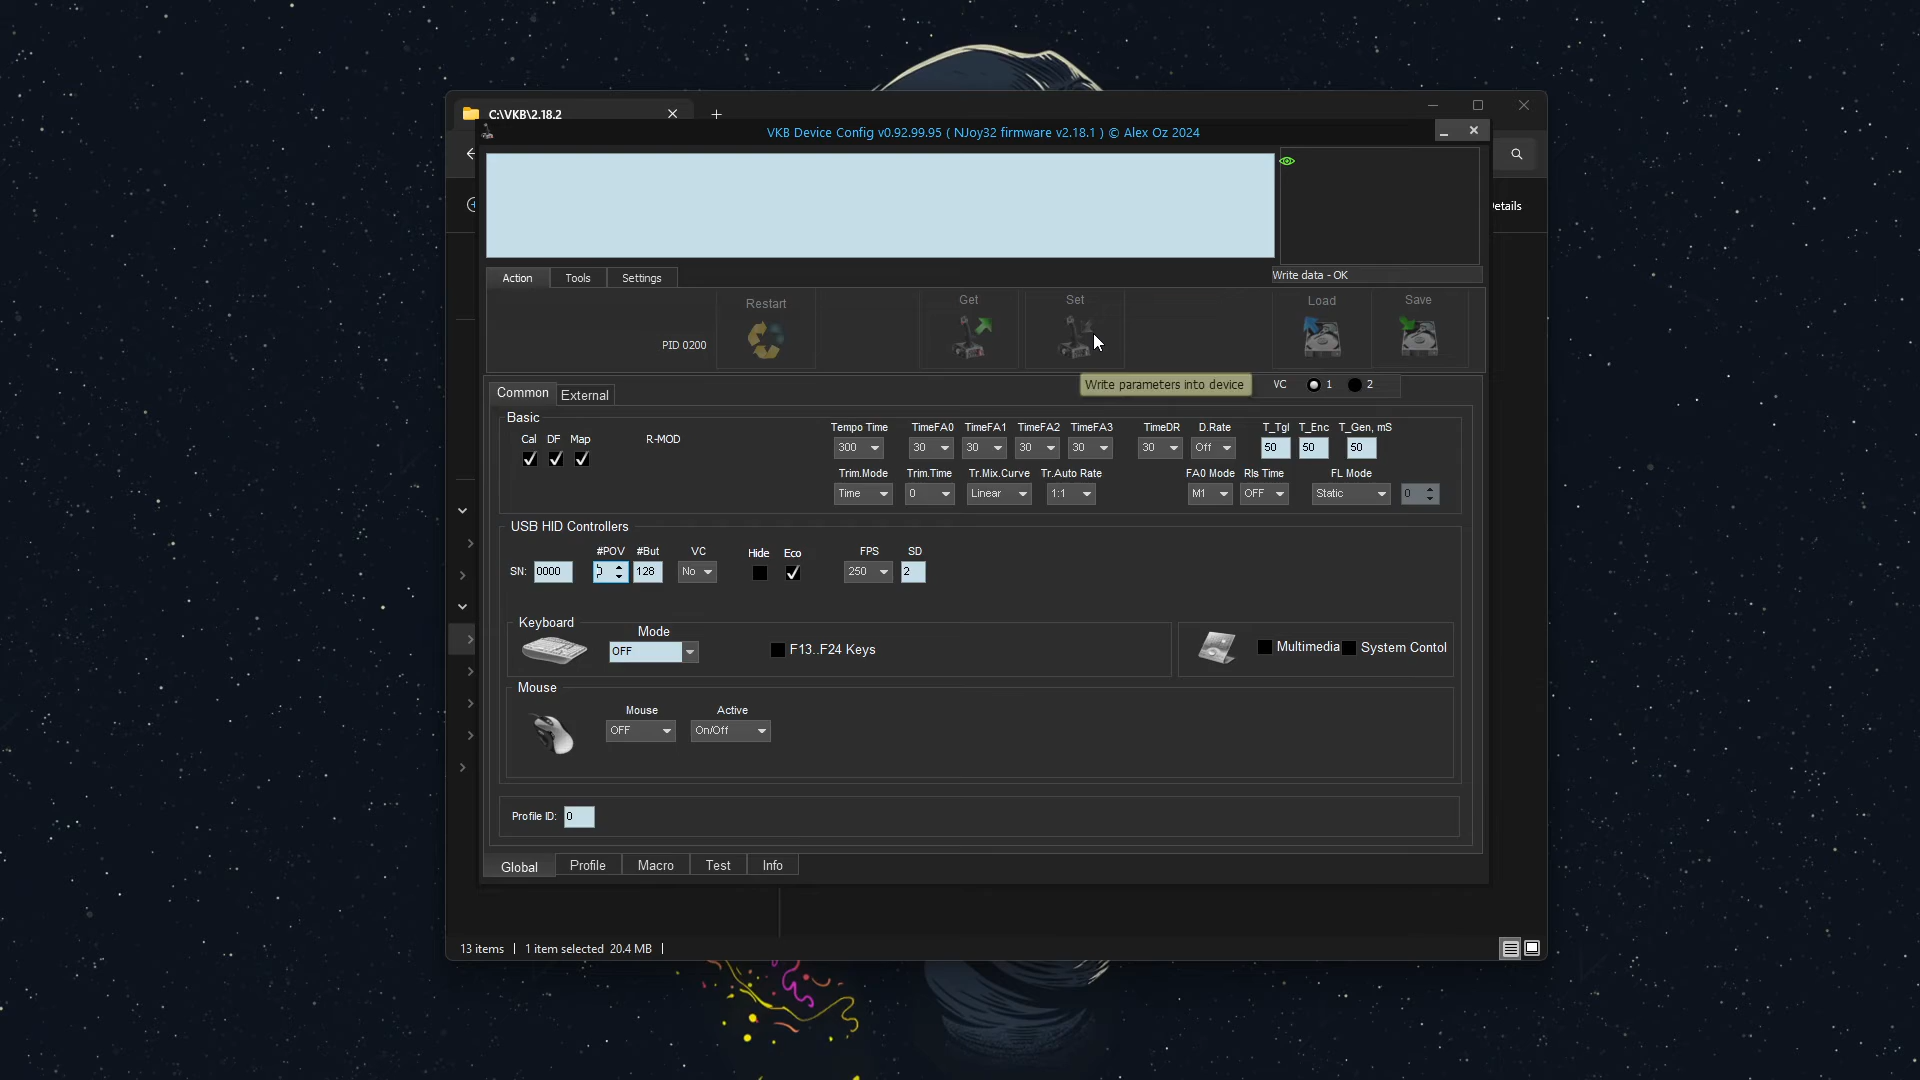 C:\VKB\2.18.2
VKB Device Config v0.92.99.95 ( NJoy32 firmware v2.18.1 ) © Alex Oz 2024
etails
Action
Tools
Settings
Write data - OK
Restart
Get
Set
Load
Save
PID 0200
Write parameters into device
VC
1
2
Common
External
Basic
Cal DF Map
R-MOD
Tempo Time
TimeFA0 TimeFA1 TimeFA2 TimeFA3
TimeDR D.Rate
T_Tgl T_Enc T_Gen, mS
300
30 30 30 30
30 Off
50 50 50
Trim.Mode Trim.Time Tr.Mix.Curve Tr.Auto Rate
FA0 Mode Rls Time FL Mode
Time 0 Linear 1:1
M1 OFF Static 0
USB HID Controllers
#POV #But VC Hide Eco FPS SD
SN: 0000 128 No 250 2
Keyboard
Mode
OFF
F13..F24 Keys
Multimedia
System Contol
Mouse
Mouse Active
OFF On/Off
Profile ID: 0
Global
Profile
Macro
Test
Info
13 items | 1 item selected 20.4 MB |